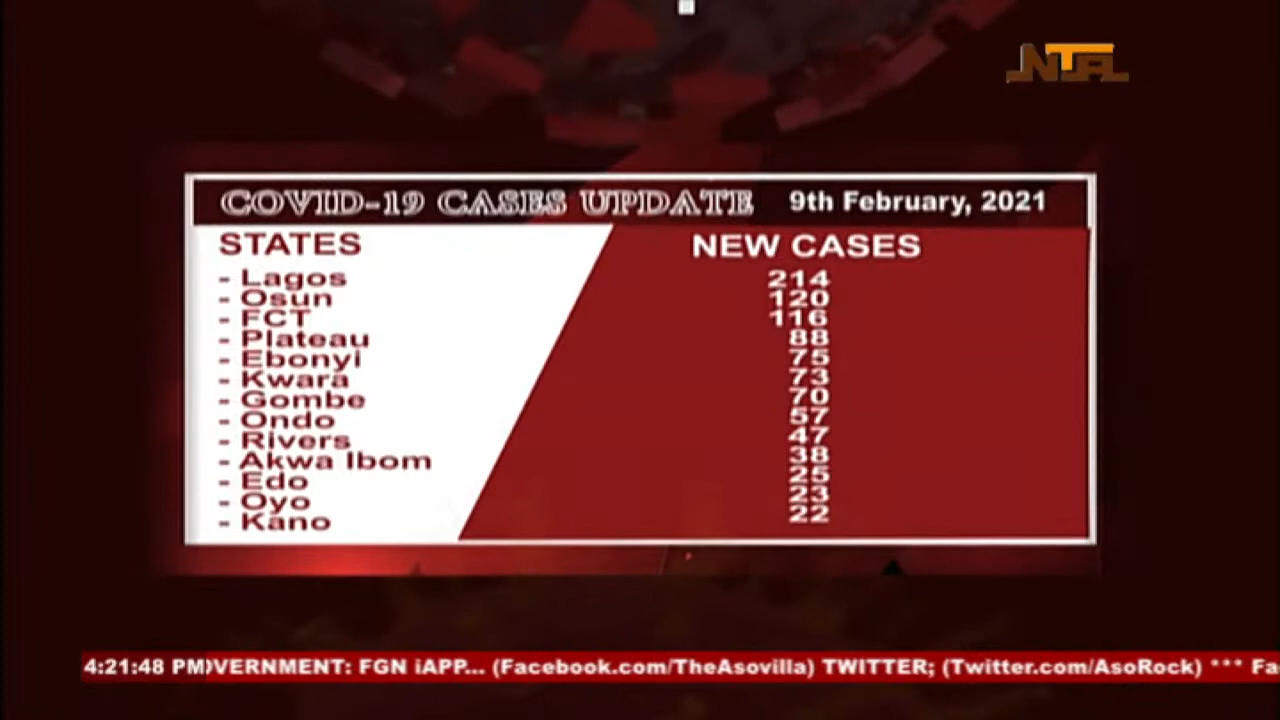 NTA
COVID-19 CASES UPDATE 9th February, 2021
STATES NEW CASES
- Lagos 214
- Osun 120
- FCT 116
- Plateau 88
- Ebonyi 75
- Kwara 73
- Gombe 70
- Ondo 57
- Rivers 47
- Akwa Ibom 38
- Edo 25
- Oyo 23
- Kano 22
4:21:48 PM OVERNMENT: FGN iAPP... (Facebook.com/TheAsovilla) TWITTER; (Twitter.com/AsoRock) *** Fa